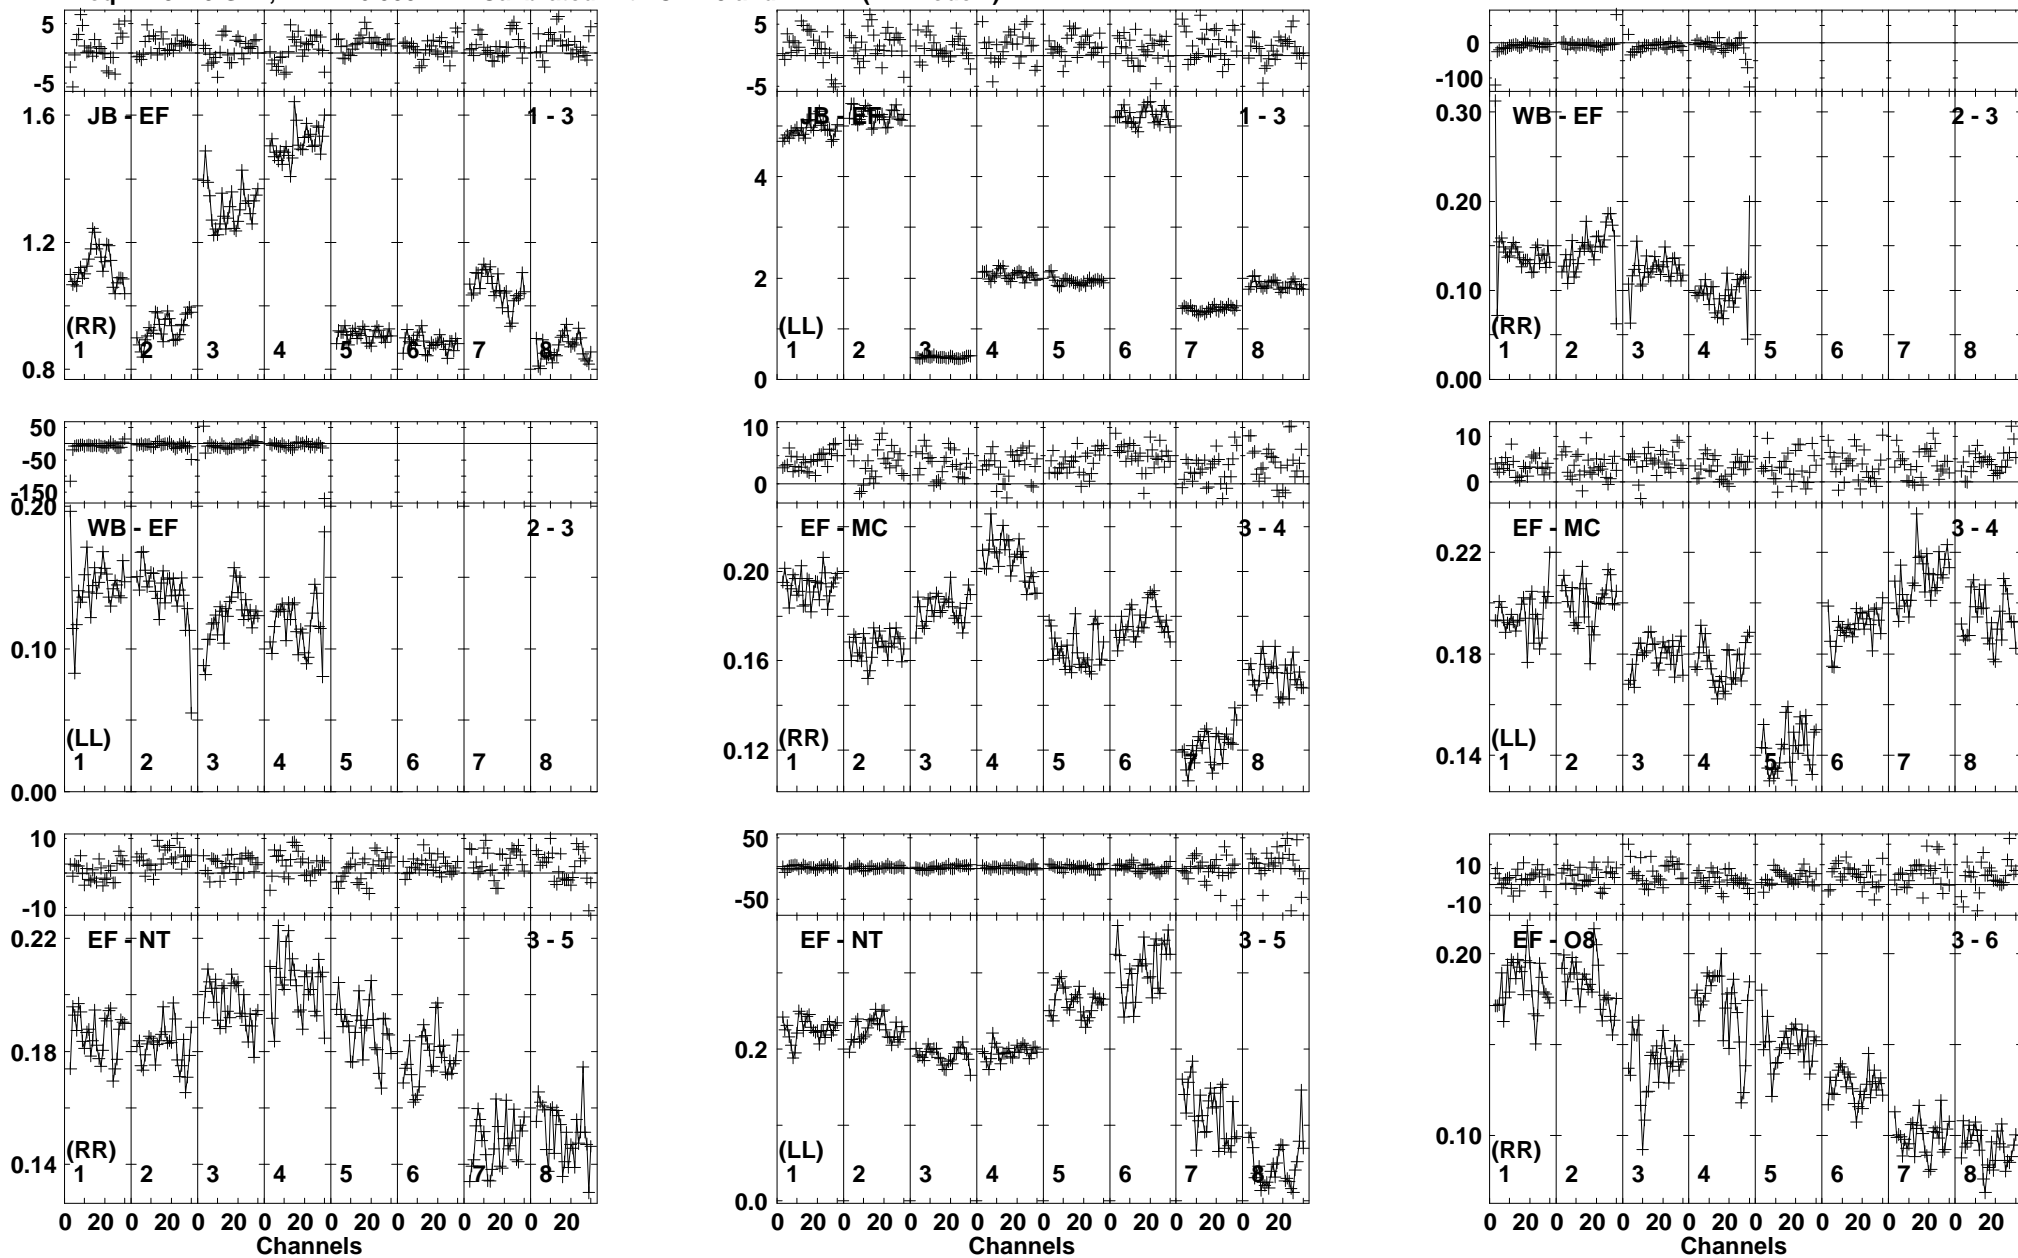 5
-5
JB - EF
1 - 3
1.6
1.2
0.8
(RR)
1 2 3 4 5 6 7 8
5
-5
JB - EF
1 - 3
4
2
0
(LL)
1 2 3 4 5 6 7 8
0
-100
WB - EF
2 - 3
0.30
0.20
0.10
0.00
(RR)
1 2 3 4 5 6 7 8
50
-50
-150
WB - EF
2 - 3
0.20
0.10
0.00
(LL)
1 2 3 4 5 6 7 8
10
0
EF - MC
3 - 4
0.20
0.16
0.12
(RR)
1 2 3 4 5 6 7 8
10
0
EF - MC
3 - 4
0.22
0.18
0.14
(LL)
1 2 3 4 5 6 7 8
10
-10
EF - NT
3 - 5
0.22
0.18
0.14
(RR)
1 2 3 4 5 6 7 8
0 20 0 20 0 20 0 20 0 20 0 20 0 20 0 20
Channels
50
-50
EF - NT
3 - 5
0.2
0.0
(LL)
1 2 3 4 5 6 7 8
0 20 0 20 0 20 0 20 0 20 0 20 0 20 0 20
Channels
10
-10
EF - O8
3 - 6
0.20
0.10
(RR)
1 2 3 4 5 6 7 8
0 20 0 20 0 20 0 20 0 20 0 20 0 20 0 20
Channels